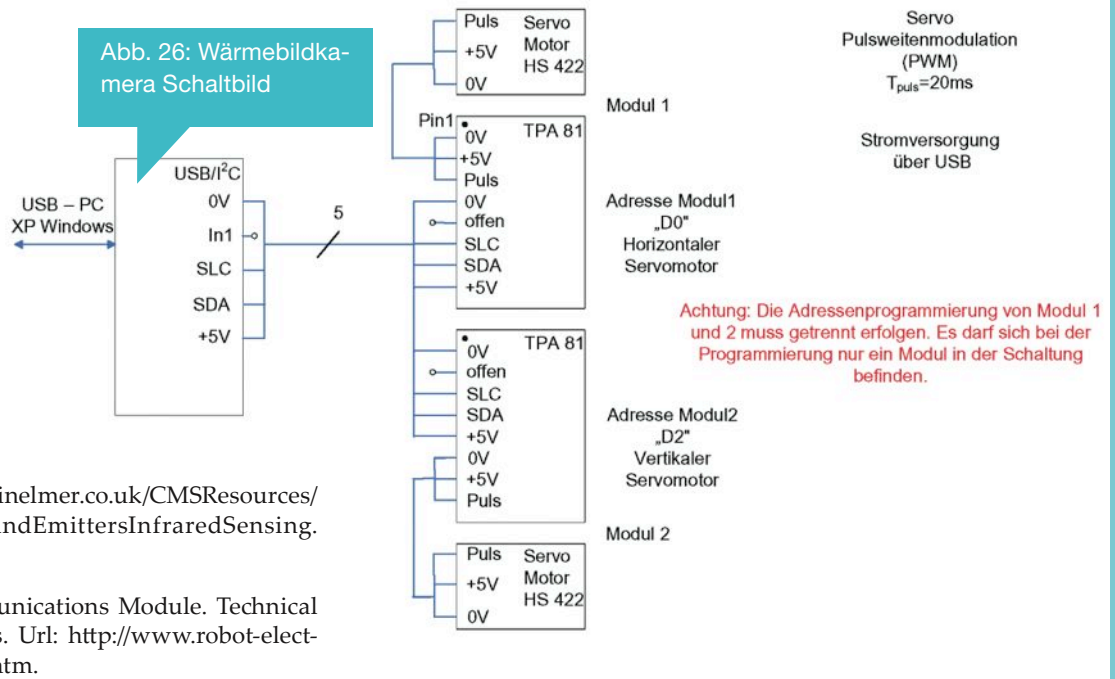 Abb. 26: Wärmebildka-
mera Schaltbild
USB – PC
XP Windows
USB/I²C
0V
In1
SLC
SDA
+5V
5
Puls
+5V
0V
Servo
Motor
HS 422
Modul 1
Pin1
TPA 81
0V
+5V
Puls
0V
offen
SLC
SDA
+5V
Adresse Modul1
„D0"
Horizontaler
Servomotor
TPA 81
0V
offen
SLC
SDA
+5V
0V
+5V
Puls
Adresse Modul2
„D2"
Vertikaler
Servomotor
Modul 2
Puls
+5V
0V
Servo
Motor
HS 422
Servo
Pulsweitenmodulation
(PWM)
Tpuls=20ms
Stromversorgung
über USB
Achtung: Die Adressenprogrammierung von Modul 1
und 2 muss getrennt erfolgen. Es darf sich bei der
Programmierung nur ein Modul in der Schaltung
befinden.
inelmer.co.uk/CMSResources/
ndEmittersInfraredSensing.
unications Module. Technical
s. Url: http://www.robot-elect-
htm.